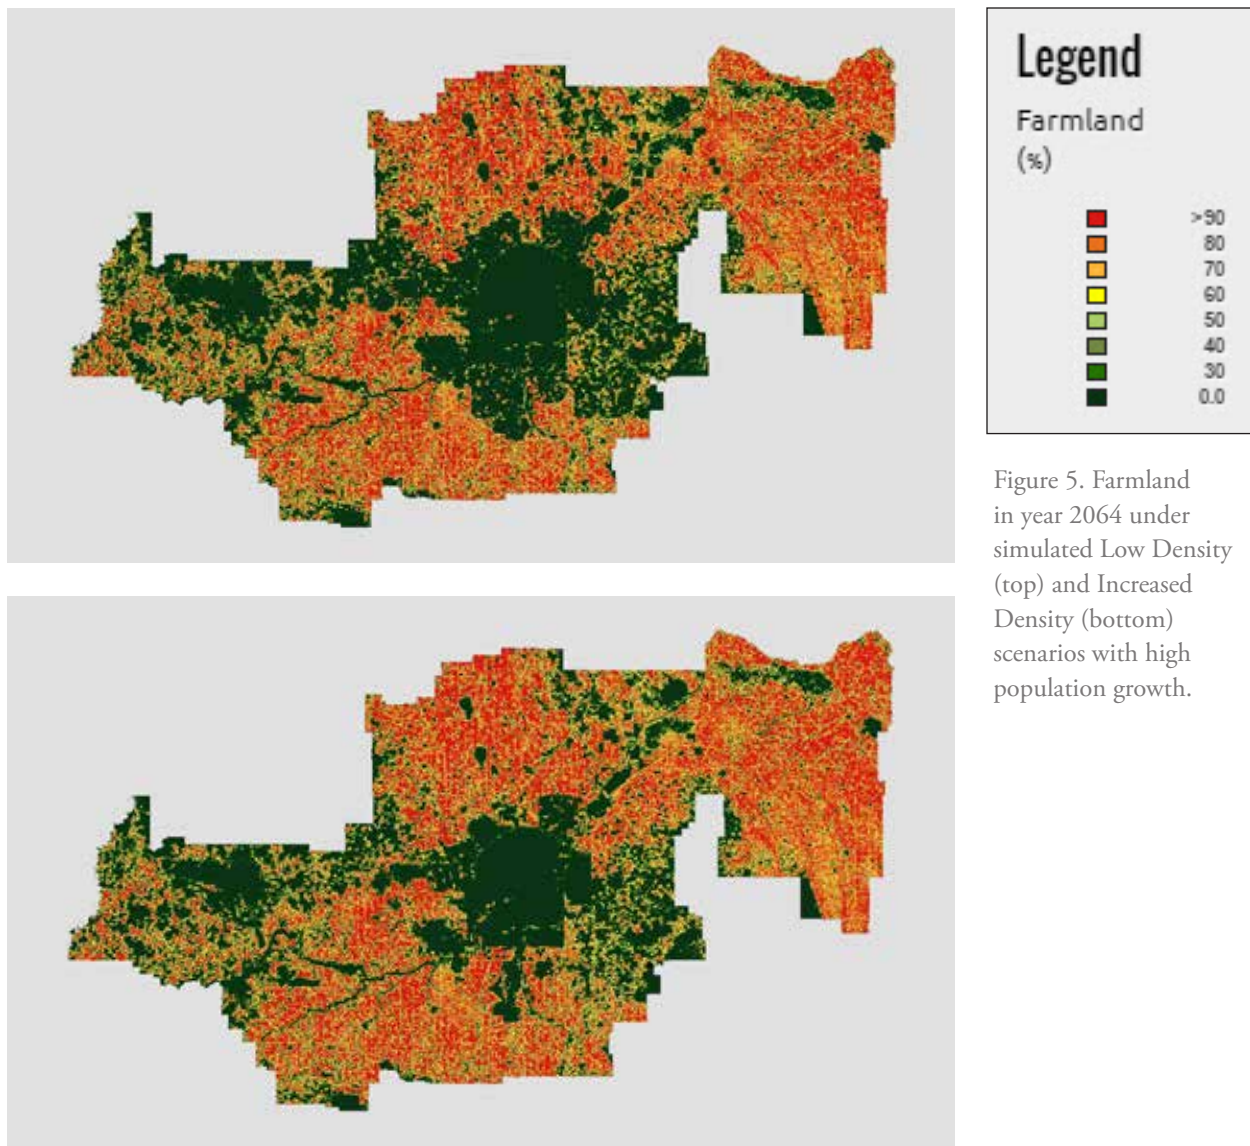 Legend
Farmland
(%)
>90
80
70
60
50
40
30
0.0
Figure 5. Farmland
in year 2064 under
simulated Low Density
(top) and Increased
Density (bottom)
scenarios with high
population growth.